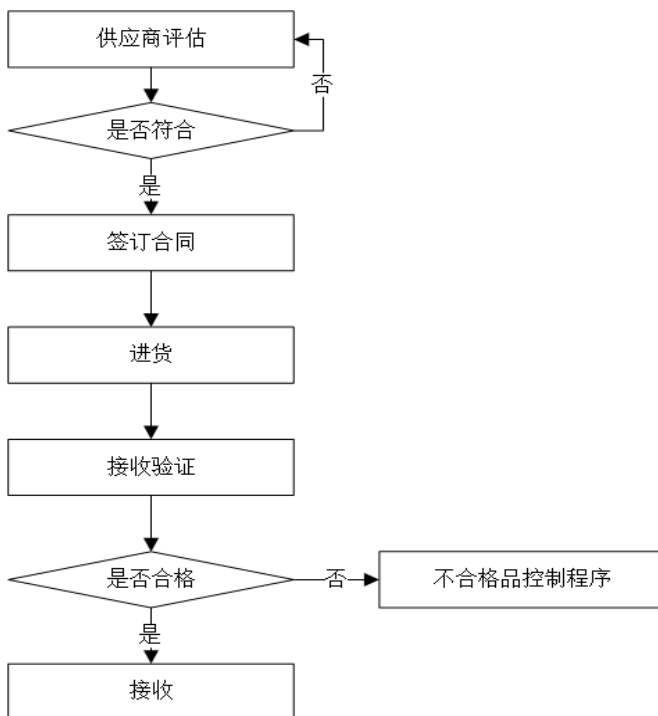 供应商评估
否
是否符合
是
签订合同
进货
接收验证
是否合格
否
不合格品控制程序
是
接收